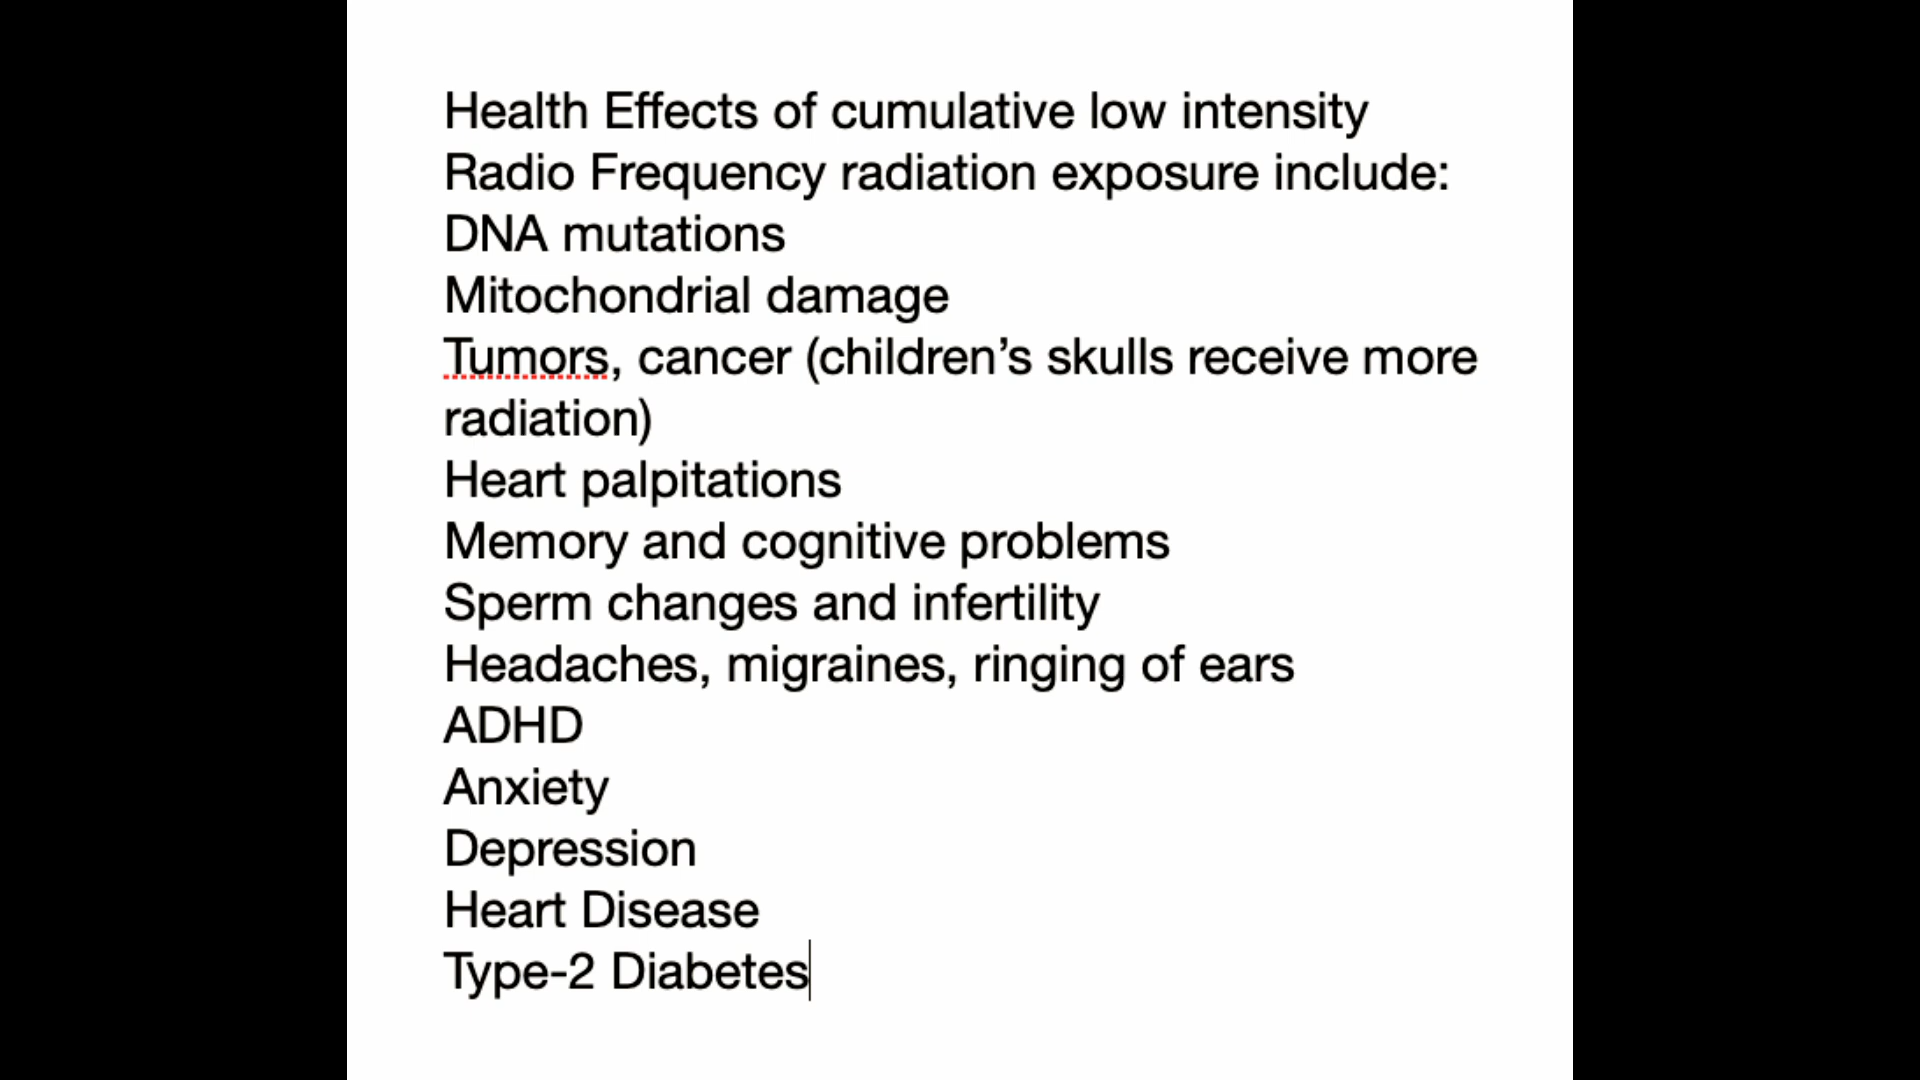 Health Effects of cumulative low intensity
Radio Frequency radiation exposure include:
DNA mutations
Mitochondrial damage
Tumors, cancer (children’s skulls receive more
radiation)
Heart palpitations
Memory and cognitive problems
Sperm changes and infertility
Headaches, migraines, ringing of ears
ADHD
Anxiety
Depression
Heart Disease
Type-2 Diabetes